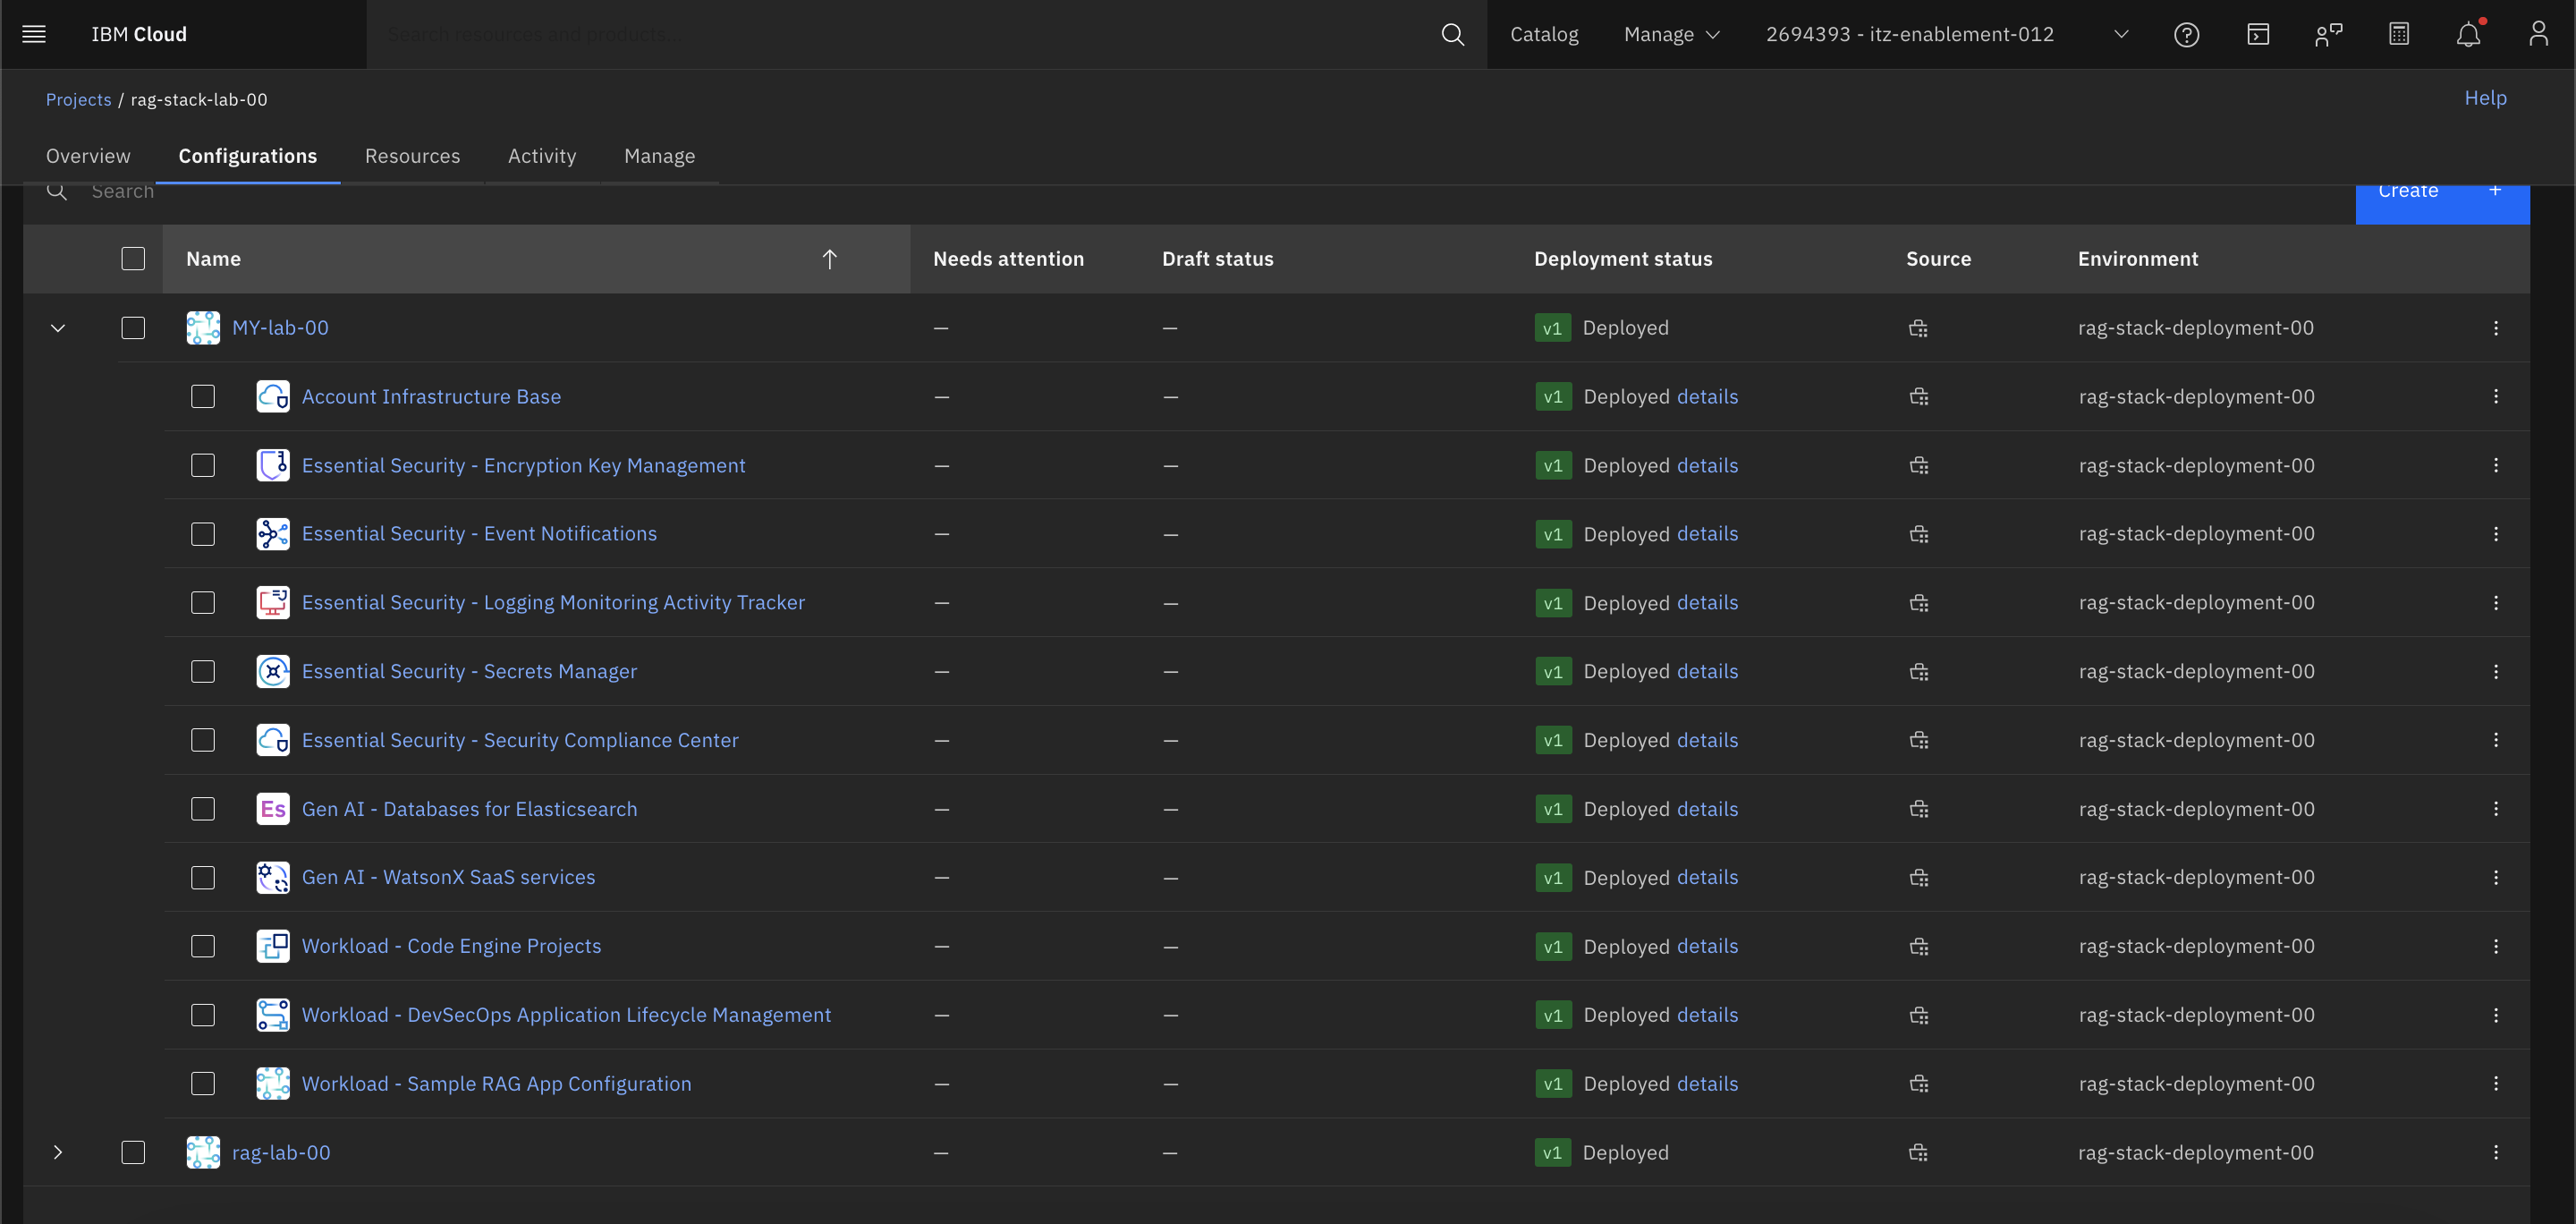 IBM Cloud Search resources and products... Catalog Manage 2694393 - itz-enablement-012
Projects / rag-stack-lab-00 Help
Overview Configurations Resources Activity Manage
Search Create +
Name Needs attention Draft status Deployment status Source Environment
MY-lab-00 — — v1 Deployed rag-stack-deployment-00
Account Infrastructure Base — — v1 Deployed details rag-stack-deployment-00
Essential Security - Encryption Key Management — — v1 Deployed details rag-stack-deployment-00
Essential Security - Event Notifications — — v1 Deployed details rag-stack-deployment-00
Essential Security - Logging Monitoring Activity Tracker — — v1 Deployed details rag-stack-deployment-00
Essential Security - Secrets Manager — — v1 Deployed details rag-stack-deployment-00
Essential Security - Security Compliance Center — — v1 Deployed details rag-stack-deployment-00
Es Gen AI - Databases for Elasticsearch — — v1 Deployed details rag-stack-deployment-00
Gen AI - WatsonX SaaS services — — v1 Deployed details rag-stack-deployment-00
Workload - Code Engine Projects — — v1 Deployed details rag-stack-deployment-00
Workload - DevSecOps Application Lifecycle Management — — v1 Deployed details rag-stack-deployment-00
Workload - Sample RAG App Configuration — — v1 Deployed details rag-stack-deployment-00
rag-lab-00 — — v1 Deployed rag-stack-deployment-00